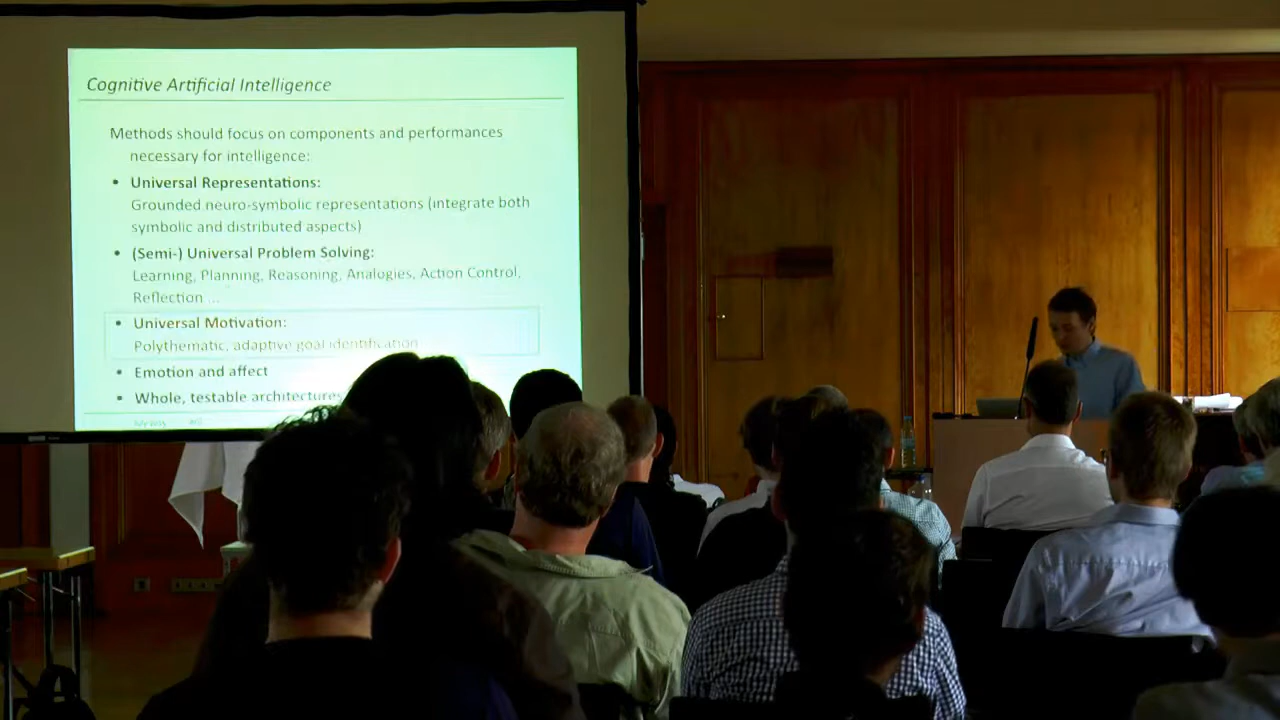 Cognitive Artificial Intelligence
Methods should focus on components and performances
necessary for intelligence:
• Universal Representations:
Grounded neuro-symbolic representations (integrate both
symbolic and distributed aspects)
• (Semi-) Universal Problem Solving:
Learning, Planning, Reasoning, Analogies, Action Control,
Reflection ...
• Universal Motivation:
Polythematic, adaptive goal identification
• Emotion and affect
• Whole, testable architectures